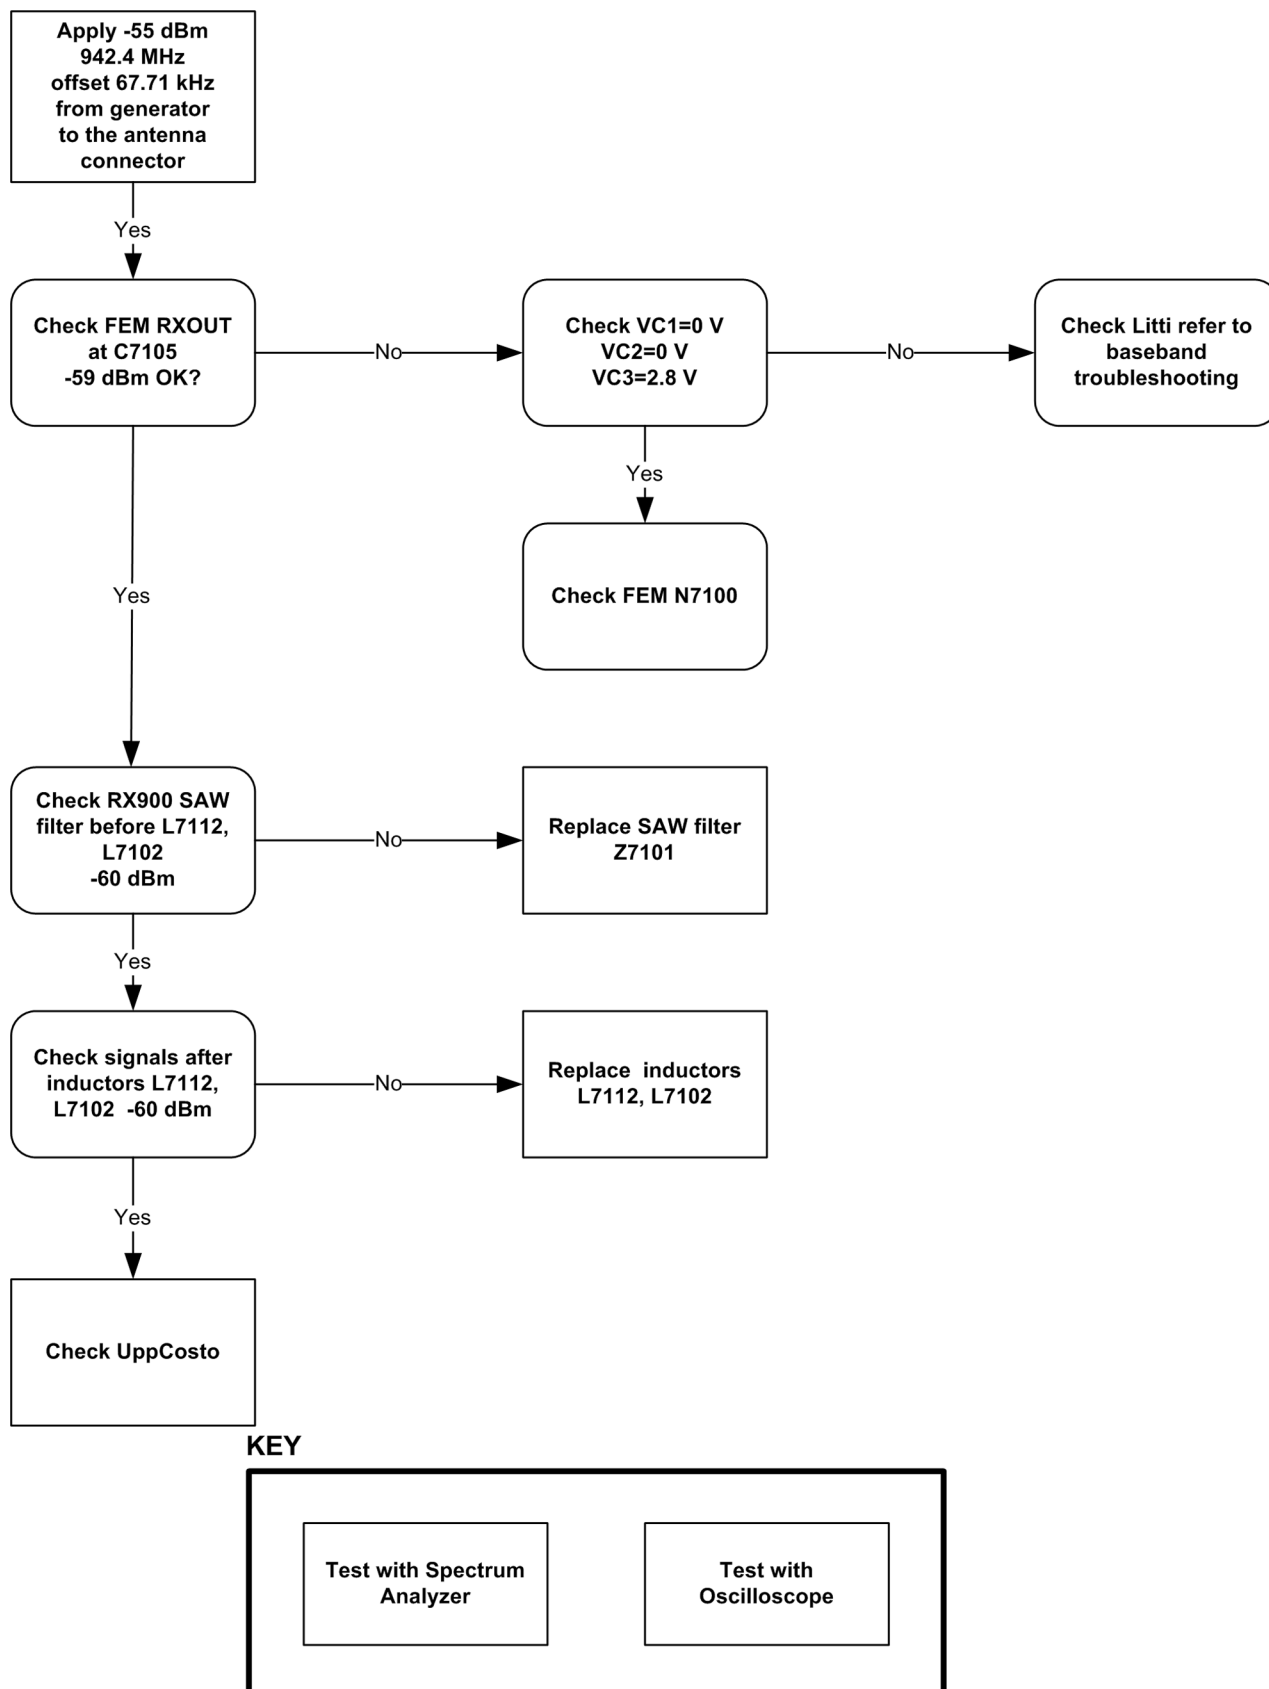 Apply -55 dBm
942.4 MHz
offset 67.71 kHz
from generator
to the antenna
connector
Yes
Check FEM RXOUT
at C7105
-59 dBm OK?
No
Check VC1=0 V
VC2=0 V
VC3=2.8 V
No
Check Litti refer to
baseband
troubleshooting
Yes
Check FEM N7100
Yes
Check RX900 SAW
filter before L7112,
L7102
-60 dBm
No
Replace SAW filter
Z7101
Yes
Check signals after
inductors L7112,
L7102  -60 dBm
No
Replace  inductors
L7112, L7102
Yes
Check UppCosto
KEY
Test with Spectrum
Analyzer
Test with
Oscilloscope